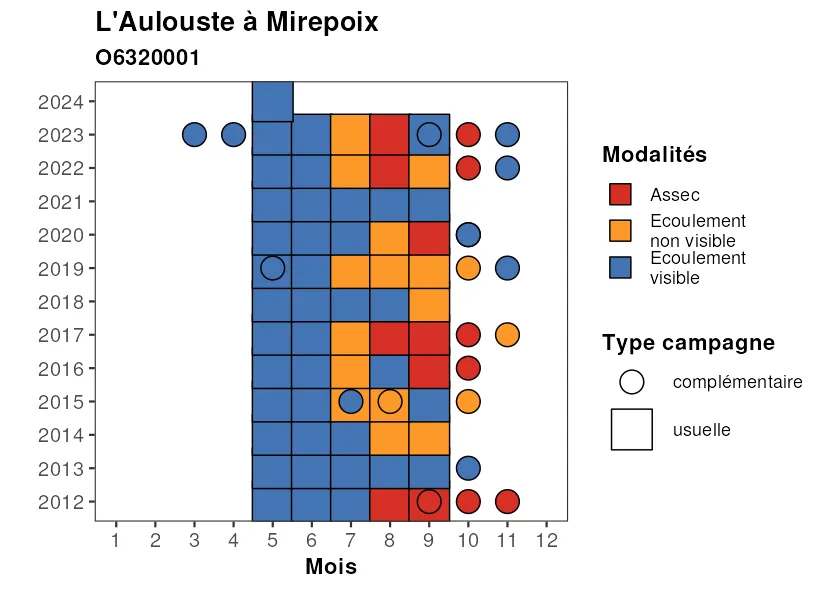 L'Aulouste à Mirepoix
O6320001
2024
2023
2022
2021
2020
2019
2018
2017
2016
2015
2014
2013
2012
1 2 3 4 5 6 7 8 9 10 11 12
Mois
Modalités
Assec
Ecoulement
non visible
Ecoulement
visible
Type campagne
complémentaire
usuelle